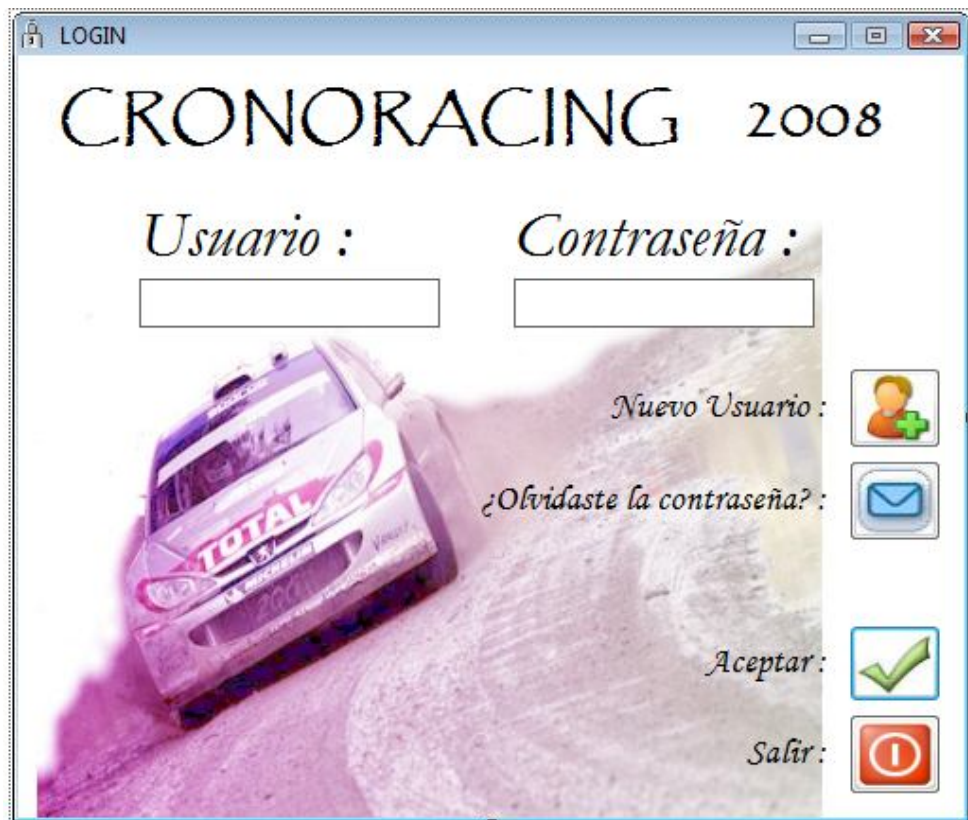 LOGIN
CRONORACING 2008
Usuario : Contraseña :
Nuevo Usuario :
¿Olvidaste la contraseña? :
TOTAL
MICHELIN
Aceptar :
Salir :